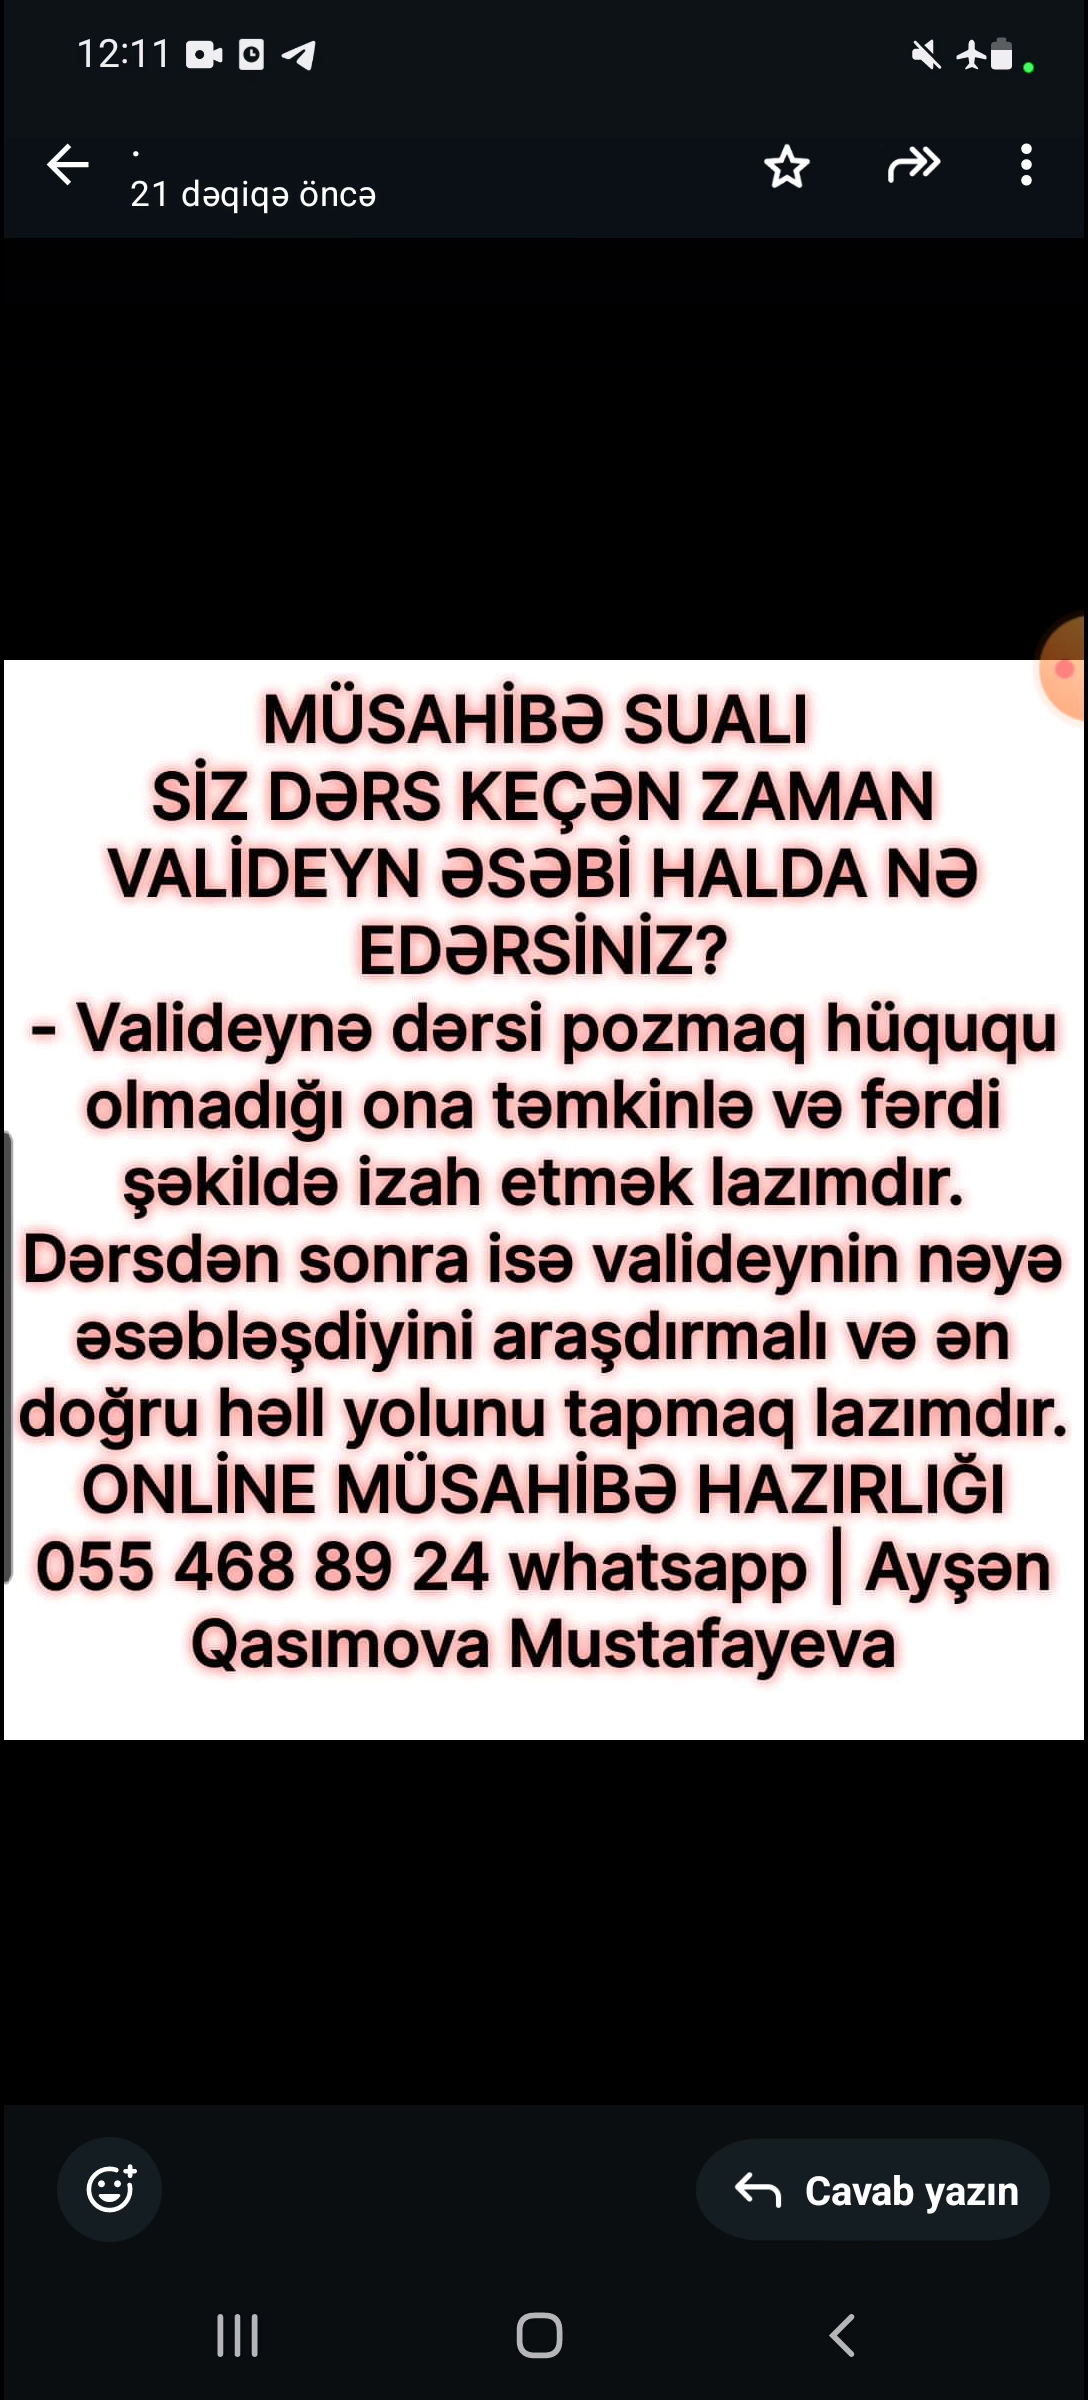 12:11
.
21 dəqiqə öncə
MÜSAHİBƏ SUALI
SİZ DƏRS KEÇƏN ZAMAN
VALİDEYN ƏSƏBİ HALDA NƏ
EDƏRSİNİZ?
- Valideynə dərsi pozmaq hüququ
olmadığı ona təmkinlə və fərdi
şəkildə izah etmək lazımdır.
Dərsdən sonra isə valideynin nəyə
əsəbləşdiyini araşdırmalı və ən
doğru həll yolunu tapmaq lazımdır.
ONLİNE MÜSAHİBƏ HAZIRLIĞI
055 468 89 24 whatsapp | Ayşən
Qasımova Mustafayeva
Cavab yazın